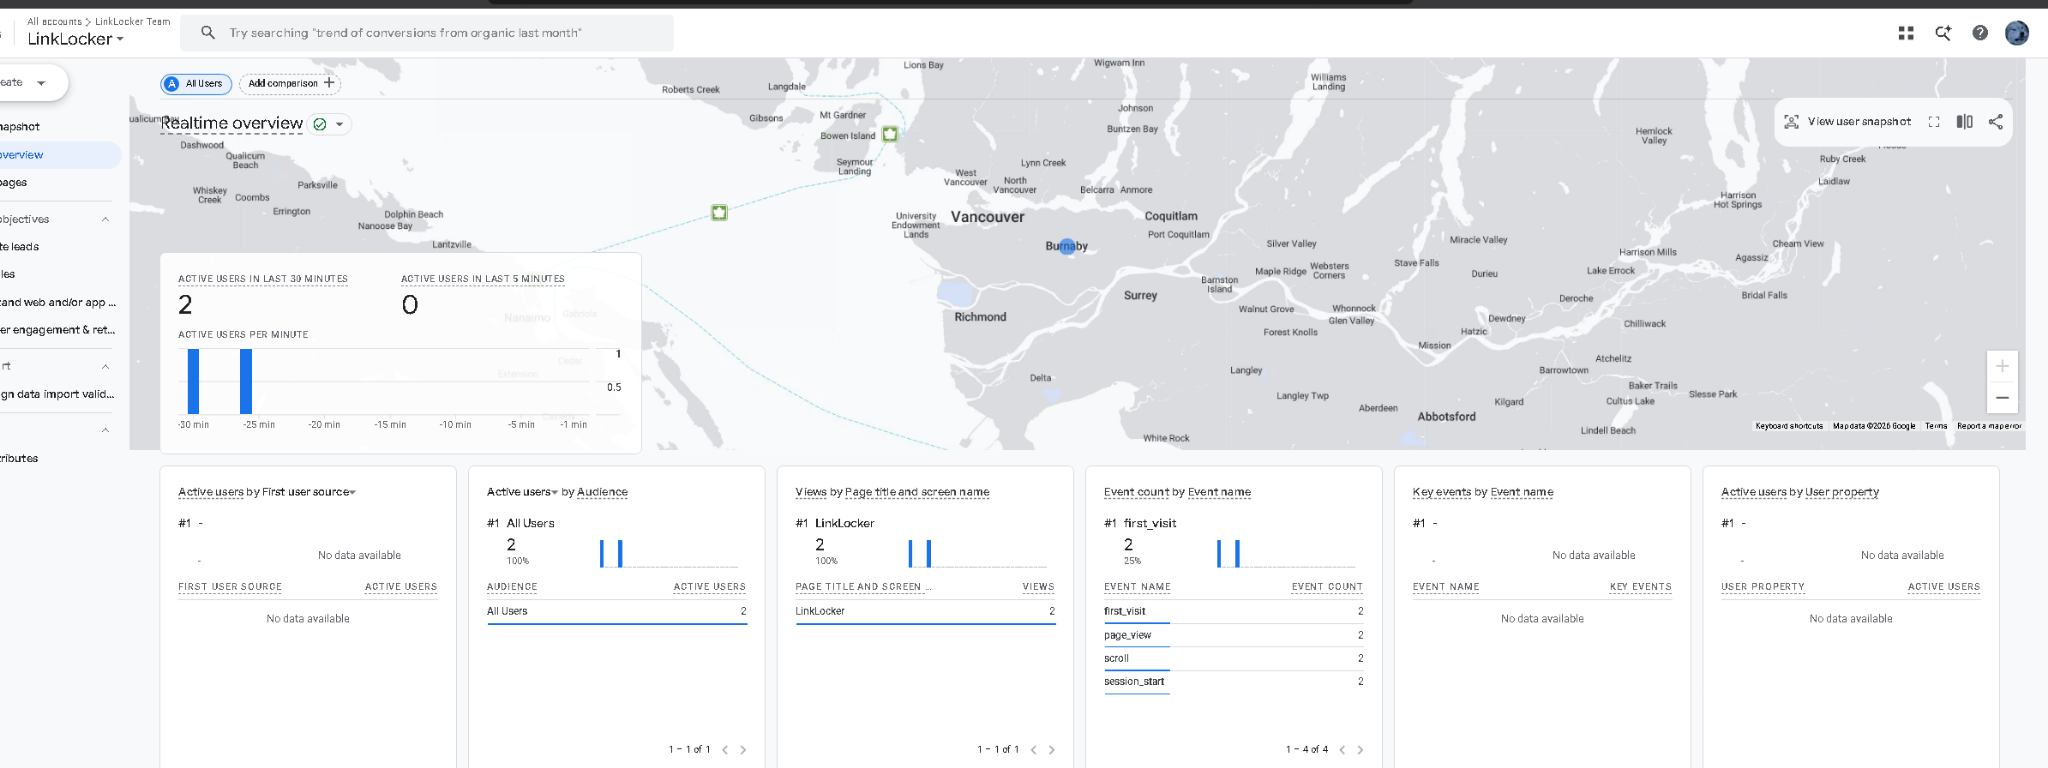 All accounts > LinkLocker Team
LinkLocker
Try searching "trend of conversions from organic last month"
eate
napshot
overview
pages
objectives
te leads
les
tand web and/or app ...
er engagement & ret...
rt
gn data import valid...
tributes
A All Users
Add comparison +
Realtime overview
View user snapshot
Lions Bay
Wigwam Inn
Williams Landing
Roberts Creek
Langdale
Gibsons
Mt Gardner
Bowen Island
Johnson
Buntzen Bay
Hemlock Valley
Dashwood
Qualicum Beach
Seymour Landing
Lynn Creek
Ruby Creek
Laidlaw
Parksville
Whiskey Creek
Coombs
Errington
West Vancouver
North Vancouver
Belcarra
Anmore
Harrison Hot Springs
Dolphin Beach
Nanoose Bay
University Endowment Lands
Vancouver
Coquitlam
Port Coquitlam
Lantzville
Burnaby
Silver Valley
Miracle Valley
Cheam View
Harrison Mills
Agassiz
Stave Falls
Durieu
Lake Errock
Websters Corners
Maple Ridge
Barnston Island
Surrey
Deroche
Bridal Falls
Walnut Grove
Whonnock
Glen Valley
Dewdney
Richmond
Forest Knolls
Hatzic
Chilliwack
Mission
Atchelitz
Langley
Barrowtown
Delta
Baker Trails
Cultus Lake
Slesse Park
Langley Twp
Aberdeen
Kilgard
Abbotsford
Lindell Beach
White Rock
Nanaimo
Gabriola
Cedar
Extension
Keyboard shortcuts
Map data ©2026 Google
Terms
Report a map error
ACTIVE USERS IN LAST 30 MINUTES
2
ACTIVE USERS IN LAST 5 MINUTES
0
ACTIVE USERS PER MINUTE
1
0.5
-30 min
-25 min
-20 min
-15 min
-10 min
-5 min
-1 min
Active users by First user source
#1 -
-
No data available
FIRST USER SOURCE
ACTIVE USERS
No data available
Active users by Audience
#1 All Users
2
100%
AUDIENCE
ACTIVE USERS
All Users
2
1 – 1 of 1
Views by Page title and screen name
#1 LinkLocker
2
100%
PAGE TITLE AND SCREEN ...
VIEWS
LinkLocker
2
1 – 1 of 1
Event count by Event name
#1 first_visit
2
25%
EVENT NAME
EVENT COUNT
first_visit
2
page_view
2
scroll
2
session_start
2
1 – 4 of 4
Key events by Event name
#1 -
-
No data available
EVENT NAME
KEY EVENTS
No data available
Active users by User property
#1 -
-
No data available
USER PROPERTY
ACTIVE USERS
No data available